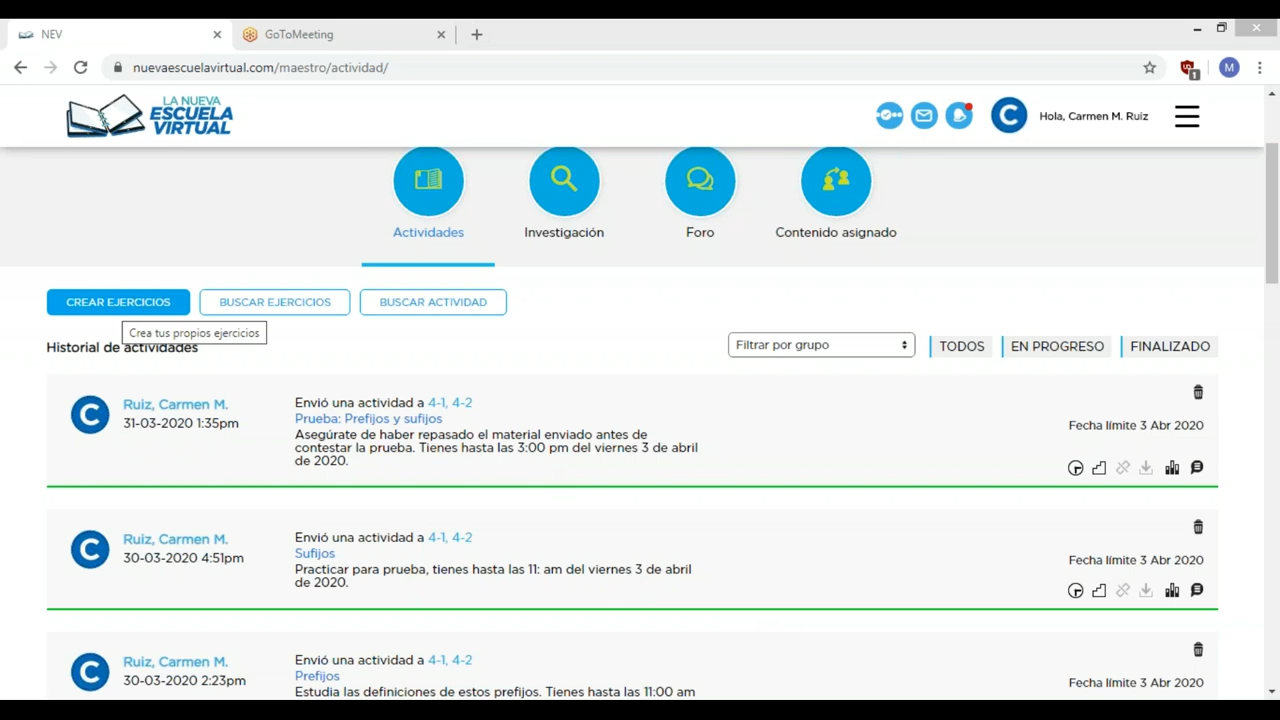 NEV
GoToMeeting
nuevaescuelavirtual.com/maestro/actividad/
1
M
LA NUEVA
ESCUELA
VIRTUAL
C
Hola, Carmen M. Ruiz
Actividades
Investigación
Foro
Contenido asignado
CREAR EJERCICIOS
BUSCAR EJERCICIOS
BUSCAR ACTIVIDAD
Crea tus propios ejercicios
Historial de actividades
Filtrar por grupo
TODOS
EN PROGRESO
FINALIZADO
C
Ruiz, Carmen M.
31-03-2020 1:35pm
Envió una actividad a 4-1, 4-2
Prueba: Prefijos y sufijos
Asegúrate de haber repasado el material enviado antes de
contestar la prueba. Tienes hasta las 3:00 pm del viernes 3 de abril
de 2020.
Fecha límite 3 Abr 2020
C
Ruiz, Carmen M.
30-03-2020 4:51pm
Envió una actividad a 4-1, 4-2
Sufijos
Practicar para prueba, tienes hasta las 11: am del viernes 3 de abril
de 2020.
Fecha límite 3 Abr 2020
C
Ruiz, Carmen M.
30-03-2020 2:23pm
Envió una actividad a 4-1, 4-2
Prefijos
Estudia las definiciones de estos prefijos. Tienes hasta las 11:00 am
Fecha límite 3 Abr 2020